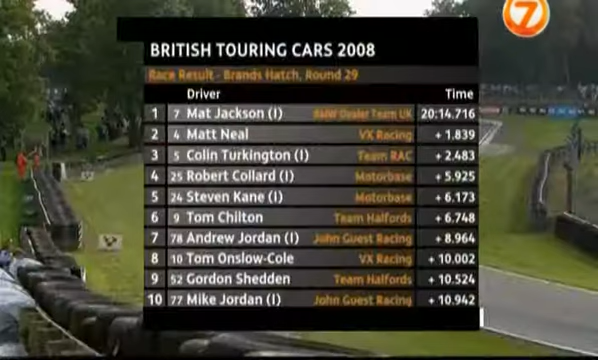 7
BRITISH TOURING CARS 2008
Race Result - Brands Hatch, Round 29
Driver Time
1 7 Mat Jackson (I) BMW Dealer Team UK 20:14.716
2 4 Matt Neal VX Racing + 1.839
3 5 Colin Turkington (I) Team RAC + 2.483
4 25 Robert Collard (I) Motorbase + 5.925
5 24 Steven Kane (I) Motorbase + 6.173
6 9 Tom Chilton Team Halfords + 6.748
7 78 Andrew Jordan (I) John Guest Racing + 8.964
8 10 Tom Onslow-Cole VX Racing + 10.002
9 52 Gordon Shedden Team Halfords + 10.524
10 77 Mike Jordan (I) John Guest Racing + 10.942